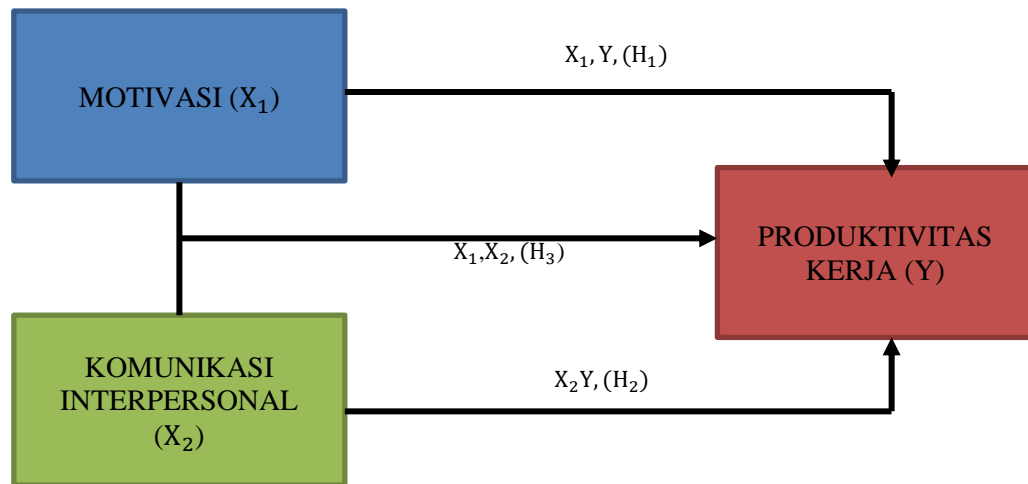 X₁, Y, (H₁)
MOTIVASI (X₁)
PRODUKTIVITAS
KERJA (Y)
X₁,X₂, (H₃)
KOMUNIKASI
INTERPERSONAL
(X₂)
X₂Y, (H₂)